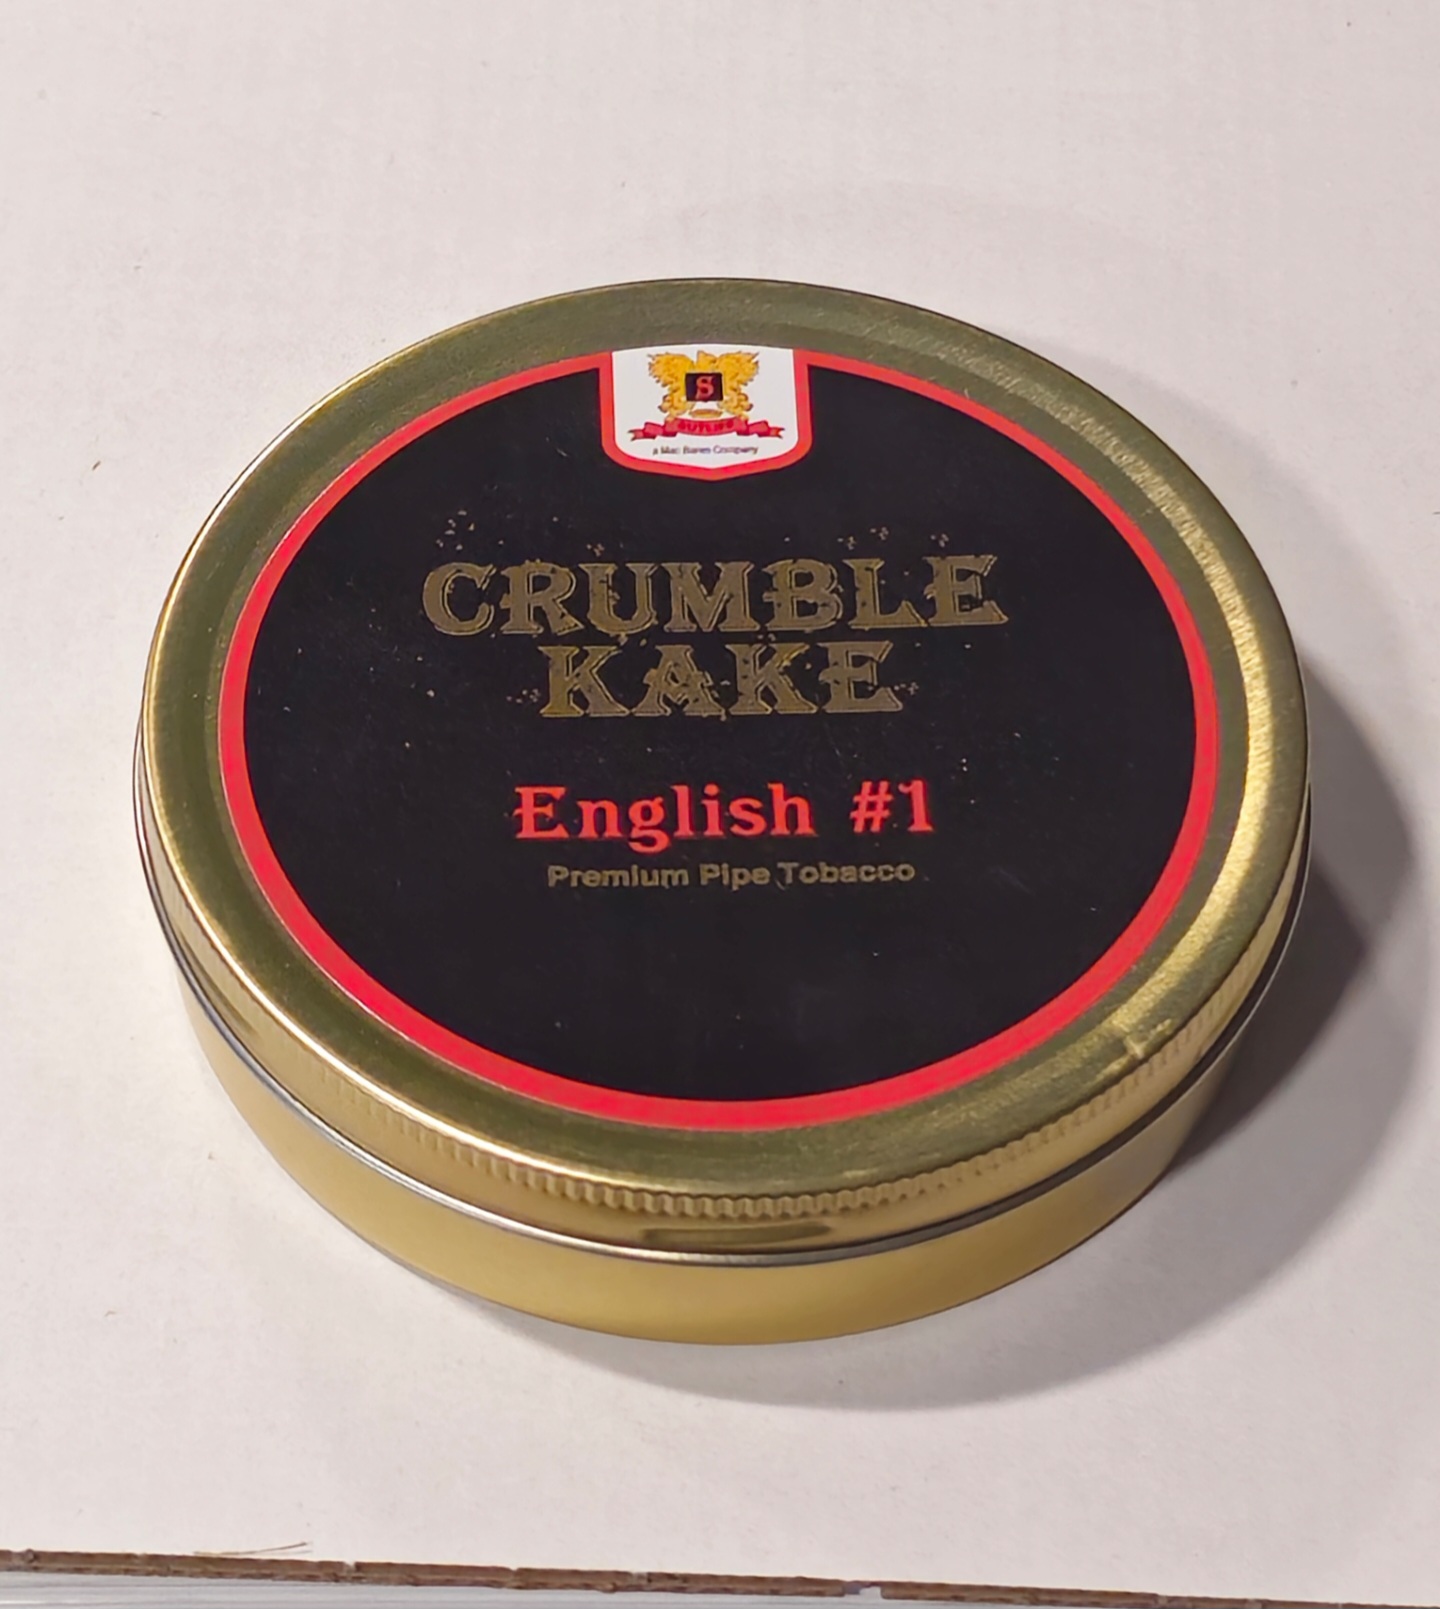 S
SUTLIFF
a Mac Baren Company
CRUMBLE
KAKE
English #1
Premium Pipe Tobacco